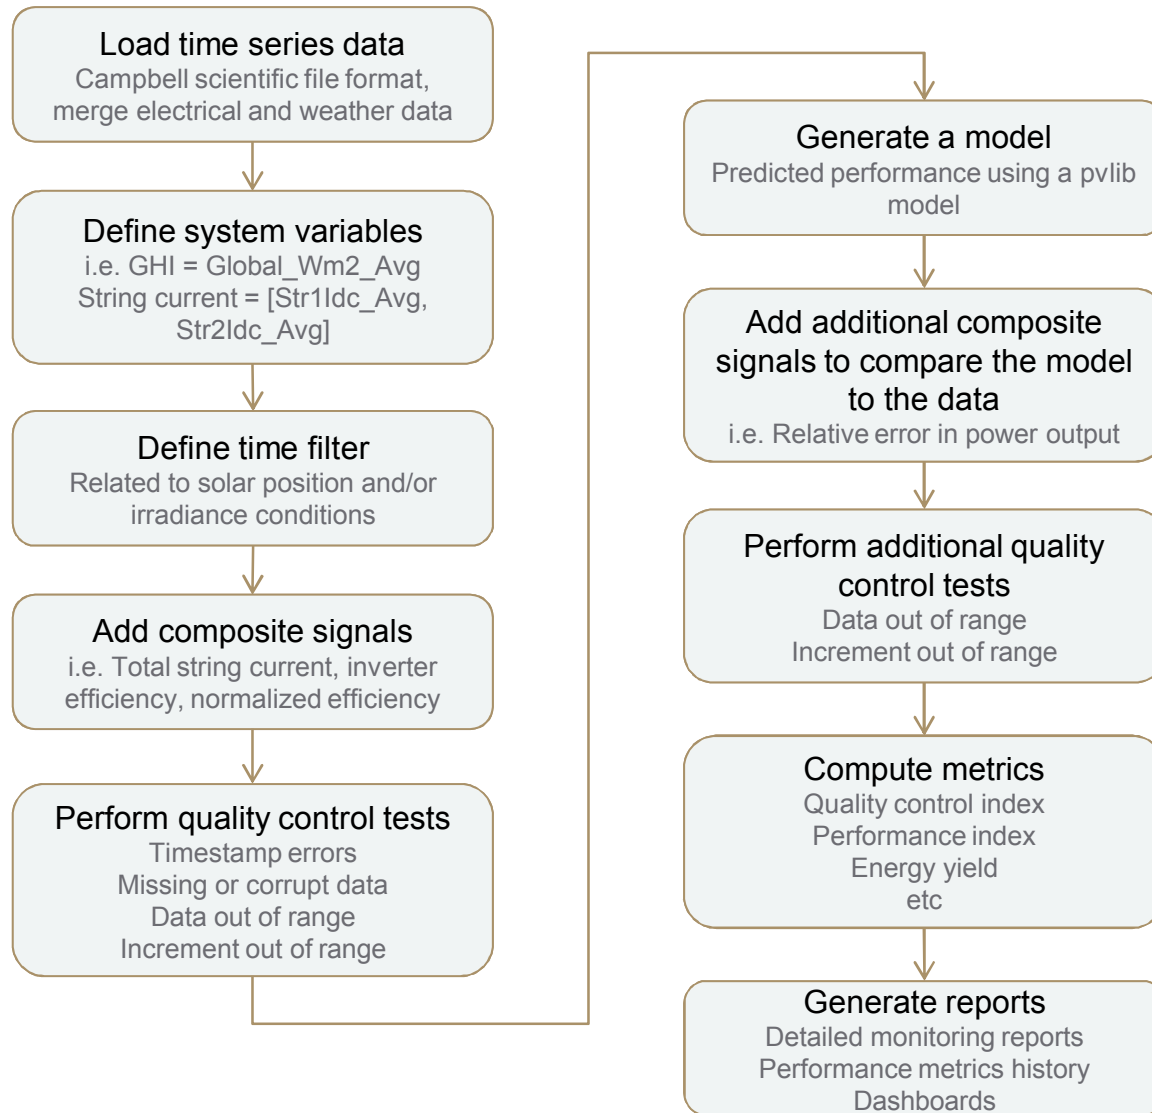 Load time series data
Campbell scientific file format,
merge electrical and weather data
Define system variables
i.e. GHI = Global_Wm2_Avg
String current = [Str1Idc_Avg,
Str2Idc_Avg]
Define time filter
Related to solar position and/or
irradiance conditions
Add composite signals
i.e. Total string current, inverter
efficiency, normalized efficiency
Perform quality control tests
Timestamp errors
Missing or corrupt data
Data out of range
Increment out of range
Generate a model
Predicted performance using a pvlib
model
Add additional composite
signals to compare the model
to the data
i.e. Relative error in power output
Perform additional quality
control tests
Data out of range
Increment out of range
Compute metrics
Quality control index
Performance index
Energy yield
etc
Generate reports
Detailed monitoring reports
Performance metrics history
Dashboards